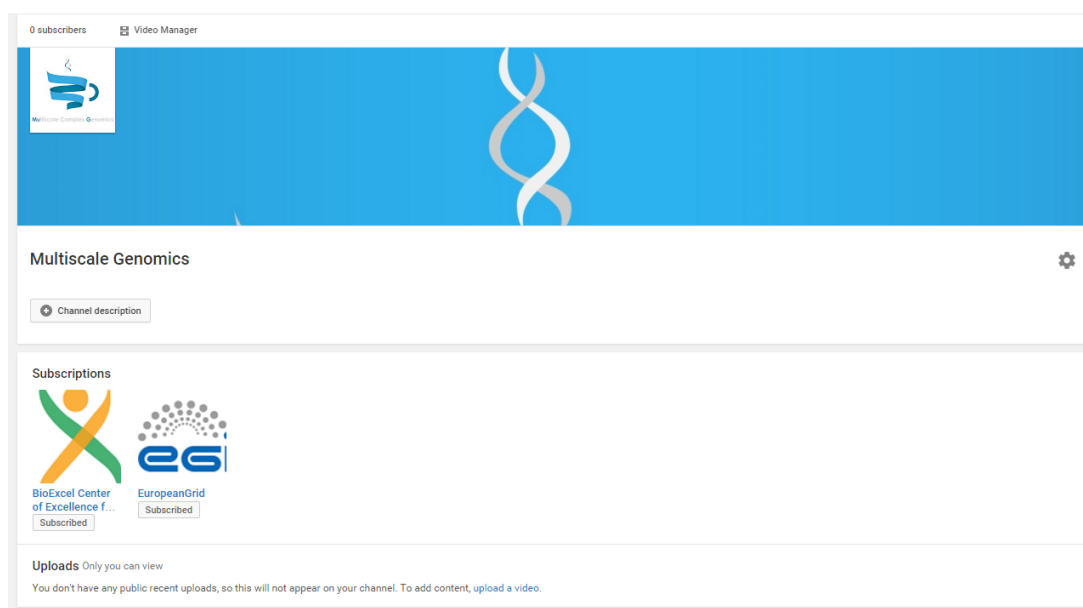 0 subscribers Video Manager
Multiscale Complex Genomics
Multiscale Genomics
Channel description
Subscriptions
egi
BioExcel Center
of Excellence f...
Subscribed
EuropeanGrid
Subscribed
Uploads Only you can view
You don't have any public recent uploads, so this will not appear on your channel. To add content, upload a video.